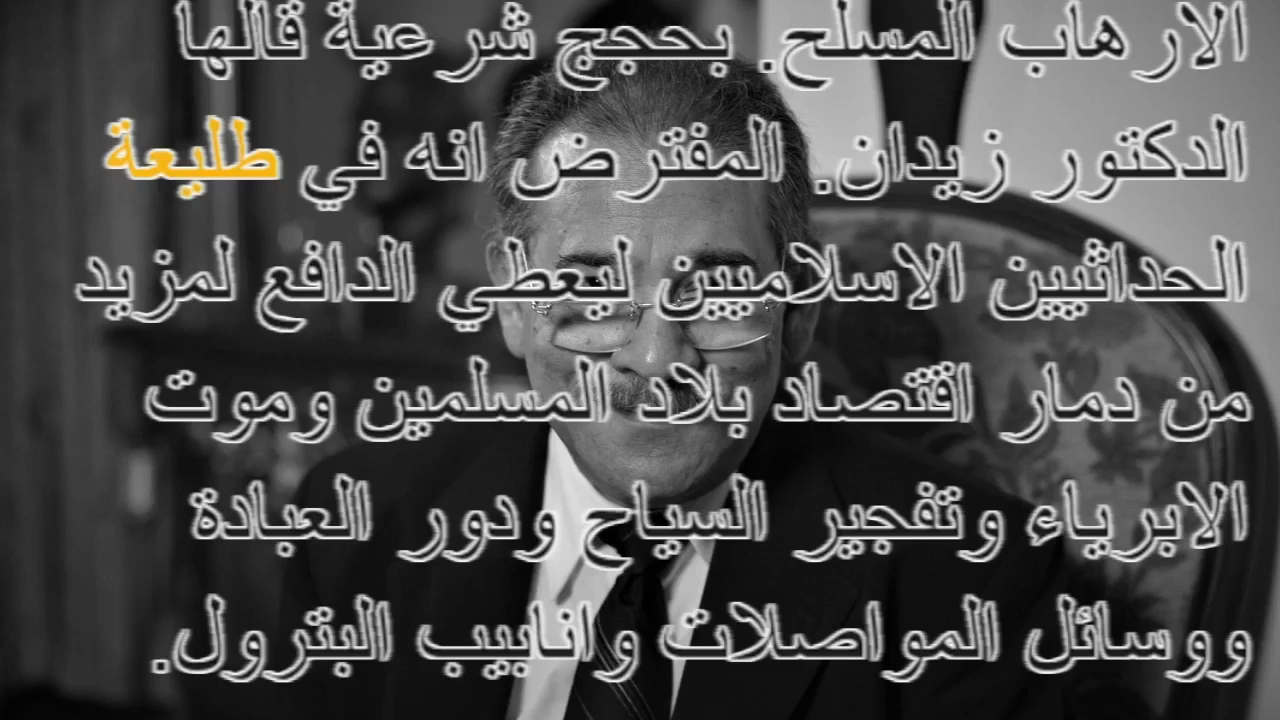 الارهاب المسلح. بحجج شرعية قالها
الدكتور زيدان. المفترض انه في طليعة
الحداثيين الاسلاميين ليعطي الدافع لمزيد
من دمار اقتصاد بلاد المسلمين وموت
الابرياء وتفجير السياح ودور العبادة
ووسائل المواصلات وانابيب البترول.